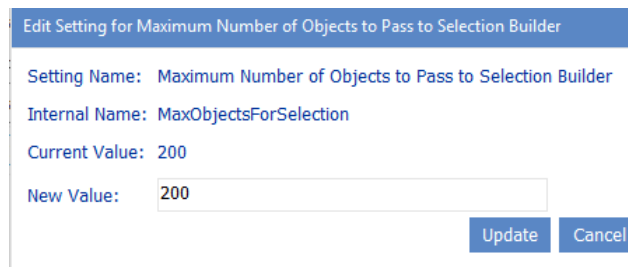 Edit Setting for Maximum Number of Objects to Pass to Selection Builder
Setting Name: Maximum Number of Objects to Pass to Selection Builder
Internal Name: MaxObjectsForSelection
Current Value: 200
New Value: 200
Update Cancel